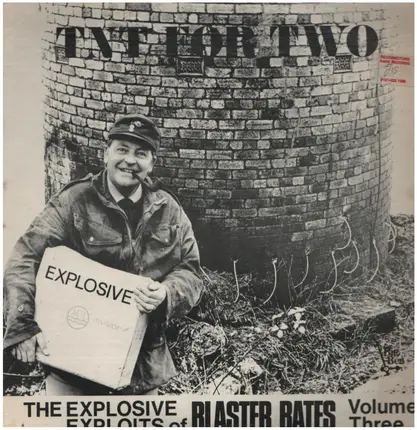 TNT FOR TWO
EXPLOSIVE
THE EXPLOSIVE
EXPLOITS of BLASTER BATES Volume
Three